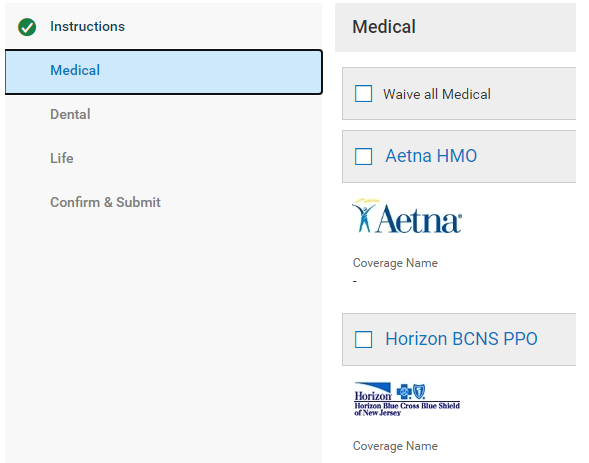 Instructions
Medical
Dental
Life
Confirm & Submit
Medical
Waive all Medical
Aetna HMO
Aetna®
Coverage Name
-
Horizon BCNS PPO
Horizon
Horizon Blue Cross Blue Shield
of New Jersey
Coverage Name